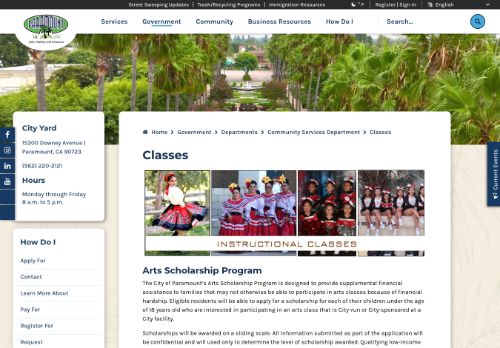 Street Sweeping Updates | Trash/Recycling Programs | Immigration Resources
°F
Register | Sign In
English
PARAMOUNT
Services
Government
Community
Business Resources
How Do I
Search...
City Yard
15300 Downey Avenue |
Paramount, CA 90723
(562) 220-2121
Hours
Monday through Friday
8 a.m. to 5 p.m.
How Do I
Apply For
Contact
Learn More About
Pay For
Register For
Request
Home > Government > Departments > Community Services Department > Classes
Classes
INSTRUCTIONAL CLASSES
Arts Scholarship Program
The City of Paramount's Arts Scholarship Program is designed to provide supplemental financial
assistance to families that may not otherwise be able to participate in arts classes because of financial
hardship. Eligible residents will be able to apply for a scholarship for each of their children under the age
of 18 years old who are interested in participating in an arts class that is City-run or City-sponsored at a
City facility.
Scholarships will be awarded on a sliding scale. All information submitted as part of the application will
be confidential and will used only to determine the level of scholarship awarded. Qualifying low-income
Current Events